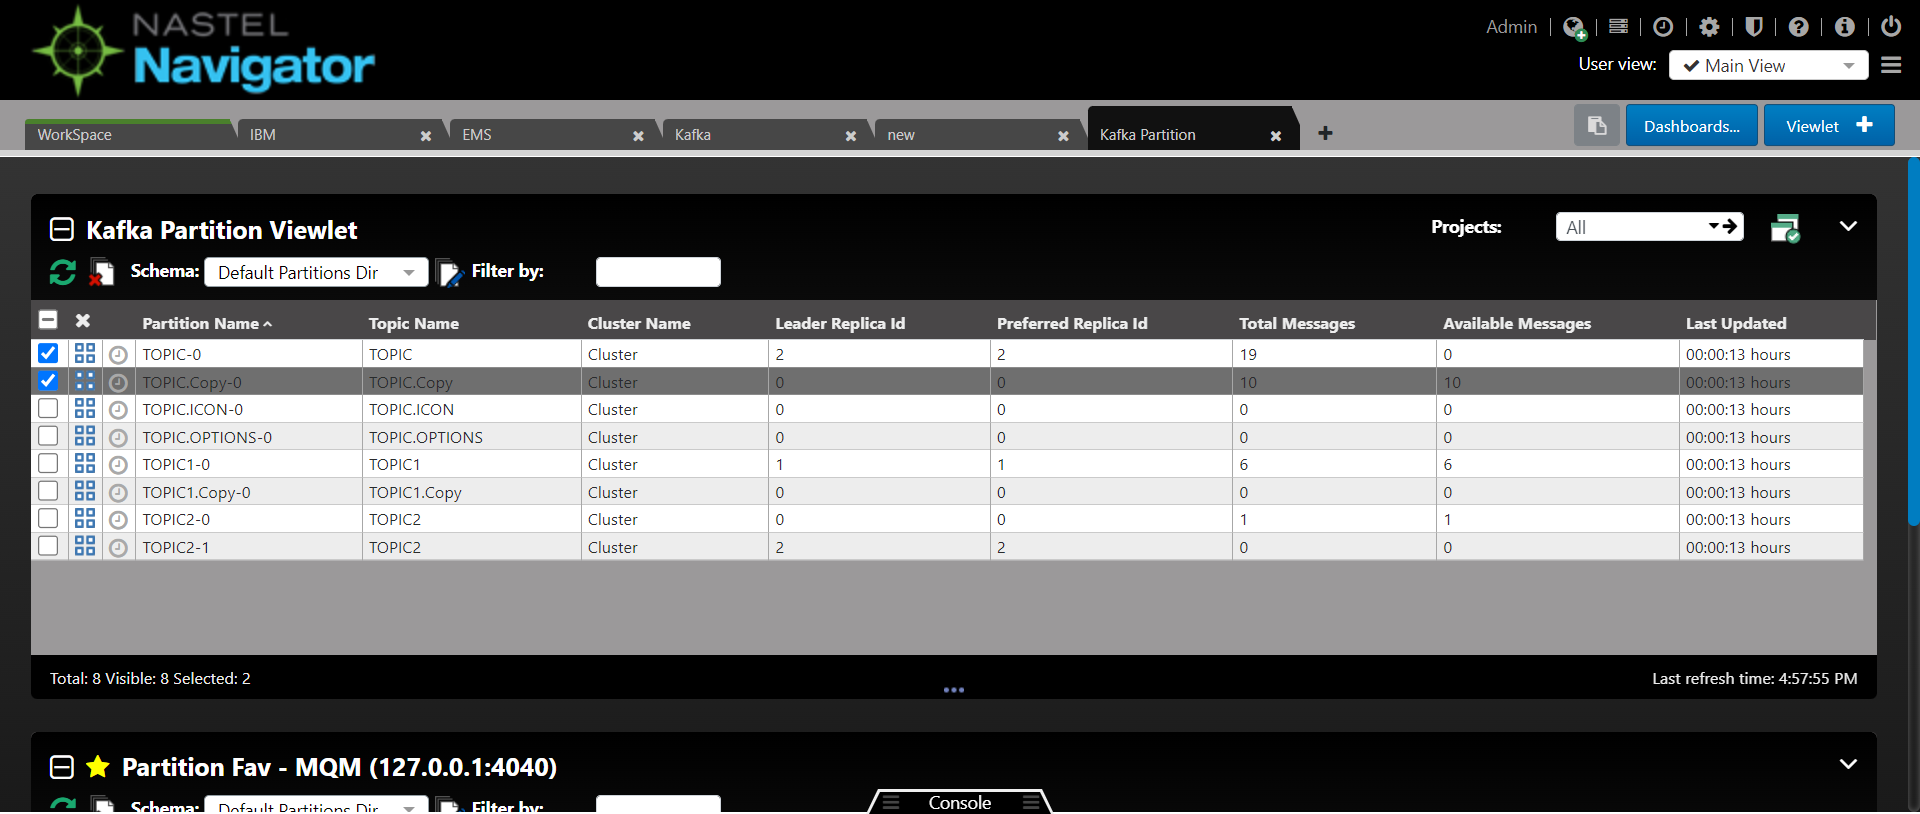 NASTEL
Navigator
Admin
User view: Main View
WorkSpace IBM EMS Kafka new Kafka Partition
Dashboards... Viewlet
Kafka Partition Viewlet
Projects: All
Schema: Default Partitions Dir Filter by:
Partition Name Topic Name Cluster Name Leader Replica Id Preferred Replica Id Total Messages Available Messages Last Updated
TOPIC-0 TOPIC Cluster 2 2 19 0 00:00:13 hours
TOPIC.Copy-0 TOPIC.Copy Cluster 0 0 10 10 00:00:13 hours
TOPIC.ICON-0 TOPIC.ICON Cluster 0 0 0 0 00:00:13 hours
TOPIC.OPTIONS-0 TOPIC.OPTIONS Cluster 0 0 0 0 00:00:13 hours
TOPIC1-0 TOPIC1 Cluster 1 1 6 6 00:00:13 hours
TOPIC1.Copy-0 TOPIC1.Copy Cluster 0 0 0 0 00:00:13 hours
TOPIC2-0 TOPIC2 Cluster 0 0 1 1 00:00:13 hours
TOPIC2-1 TOPIC2 Cluster 2 2 0 0 00:00:13 hours
Total: 8 Visible: 8 Selected: 2
Last refresh time: 4:57:55 PM
Partition Fav - MQM (127.0.0.1:4040)
Schema: Default Partitions Dir Filter by:
Console